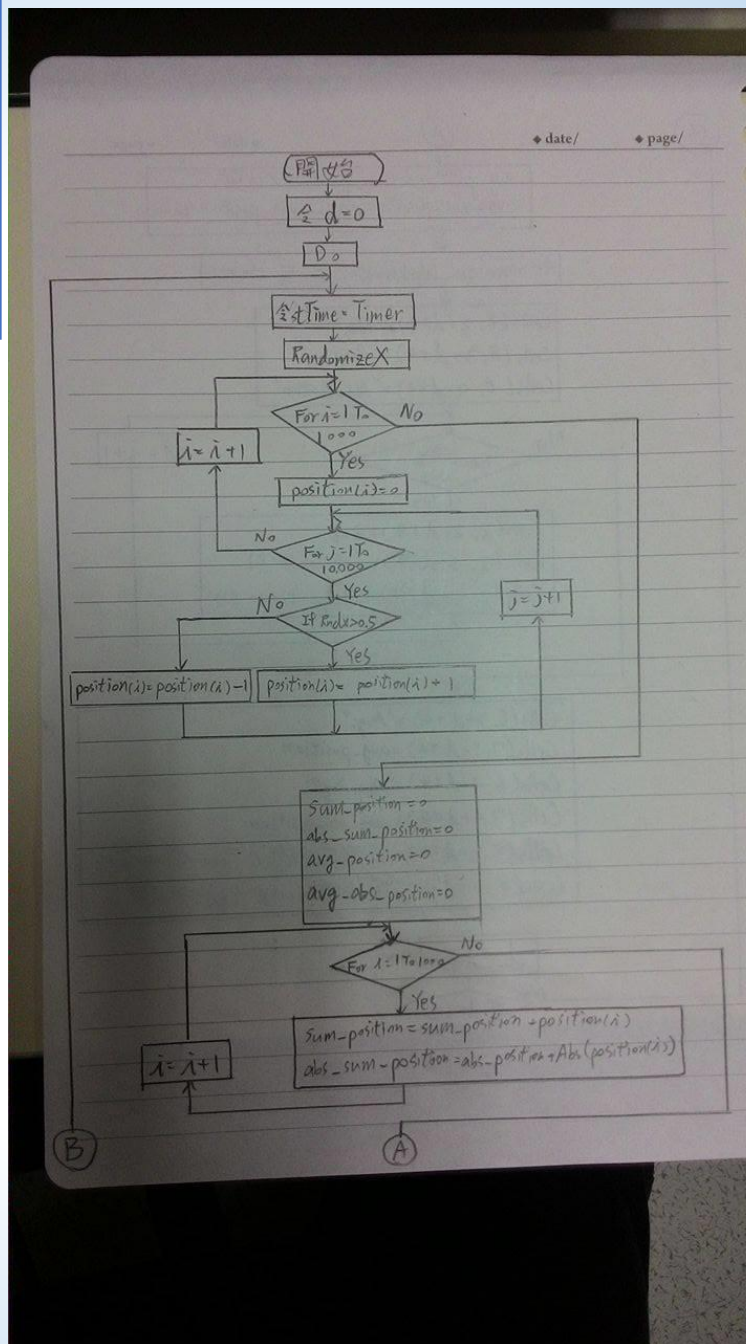 ◆ date/ ◆ page/
開始
令 d=0
Do
令stTime=Timer
RandomizeX
For i=1 To
1000
No
i=i+1
Yes
position(i)=0
No
For j=1 To
10,000
Yes
j=j+1
No
If Rndx>0.5
Yes
position(i)=position(i)-1
position(i)= position(i)+1
sum_position=0
abs_sum_position=0
avg_position=0
avg_abs_position=0
No
For i=1 To 1000
Yes
sum_position=sum_position+position(i)
abs_sum_position=abs_position+Abs(position(i))
i=i+1
B
A